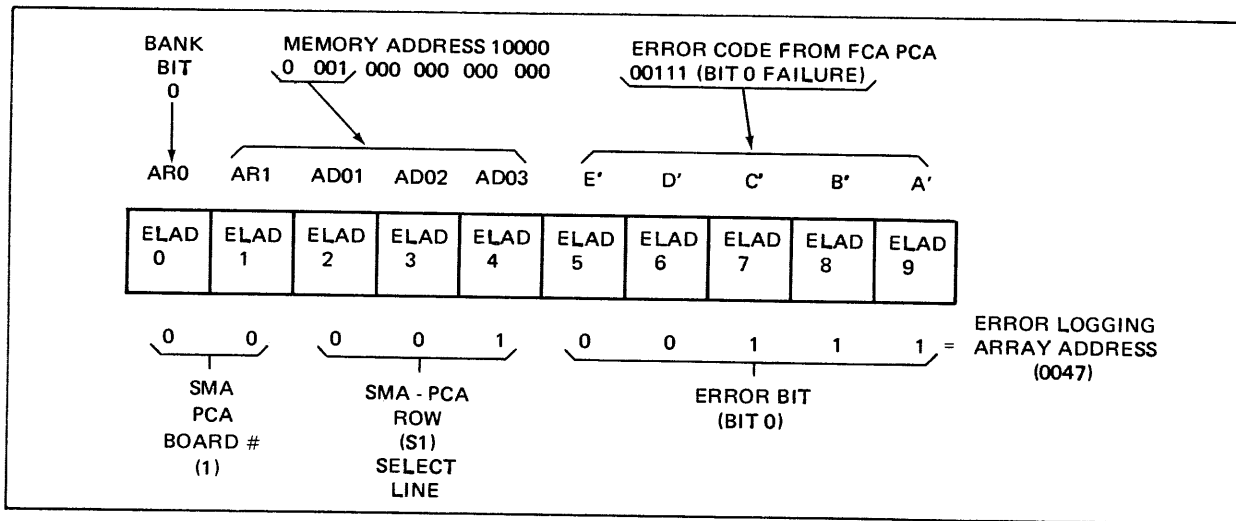 BANK BIT 0
MEMORY ADDRESS 10000
0 001 000 000 000 000
ERROR CODE FROM FCA PCA
00111 (BIT 0 FAILURE)
AR0 AR1 AD01 AD02 AD03 E' D' C' B' A'
ELAD 0 ELAD 1 ELAD 2 ELAD 3 ELAD 4 ELAD 5 ELAD 6 ELAD 7 ELAD 8 ELAD 9
0 0 0 0 1 0 0 1 1 1 = ERROR LOGGING ARRAY ADDRESS (0047)
SMA
PCA
BOARD #
(1)
SMA - PCA
ROW
(S1)
SELECT
LINE
ERROR BIT
(BIT 0)